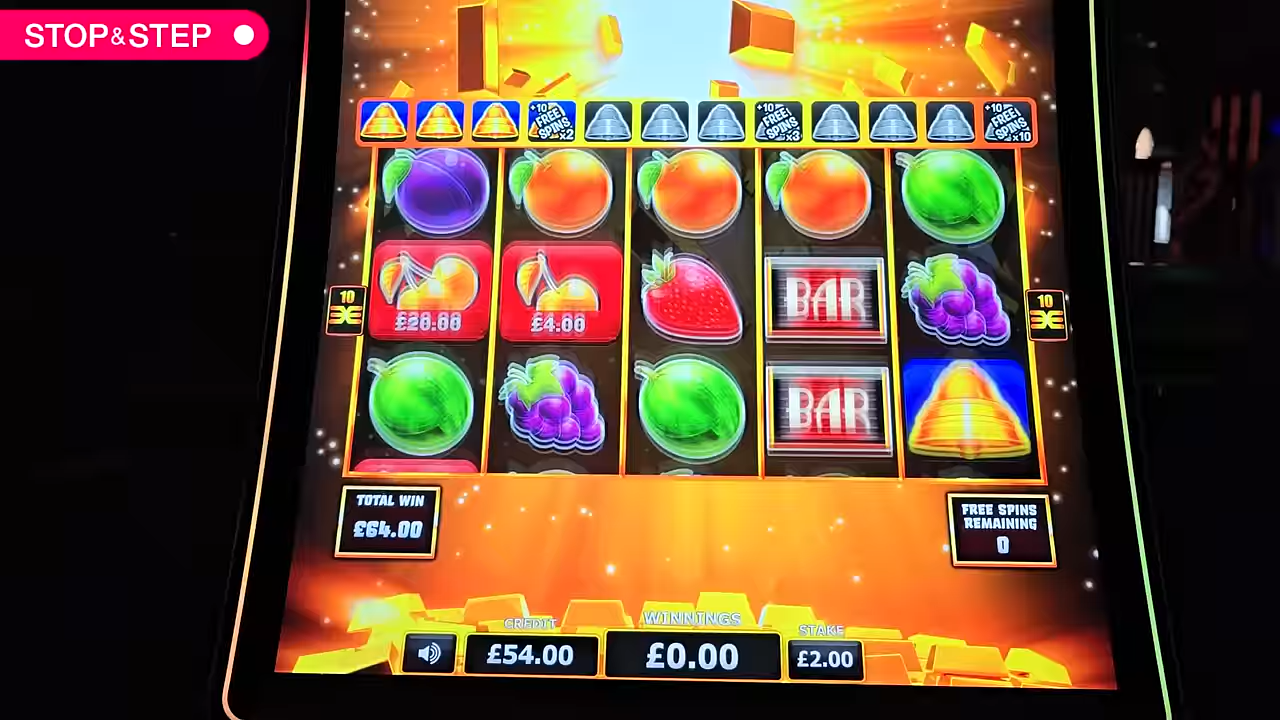 STOP&STEP
+10 FREE SPINS x2
+10 FREE SPINS x3
+10 FREE SPINS x10
£20.00
£4.00
BAR
10
10
BAR
TOTAL WIN
£64.00
FREE SPINS
REMAINING
0
CREDIT
WINNINGS
STAKE
£54.00
£0.00
£2.00